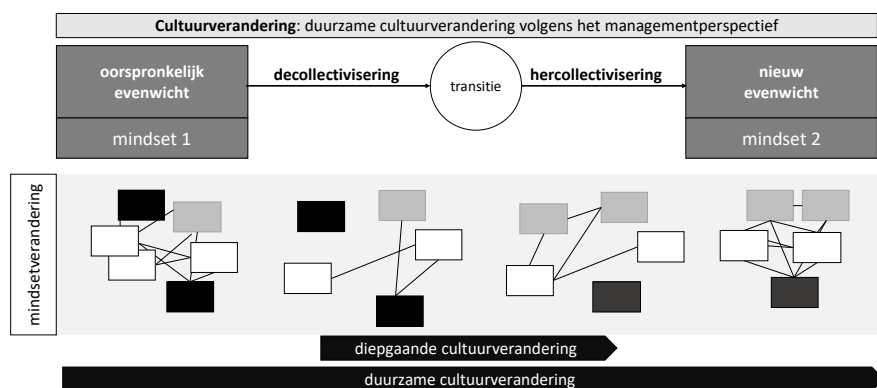 Cultuurverandering: duurzame cultuurverandering volgens het managementperspectief
oorspronkelijk
evenwicht
decollectivisering
transitie
hercollectivisering
nieuw
evenwicht
mindset 1
mindset 2
mindsetverandering
diepgaande cultuurverandering
duurzame cultuurverandering